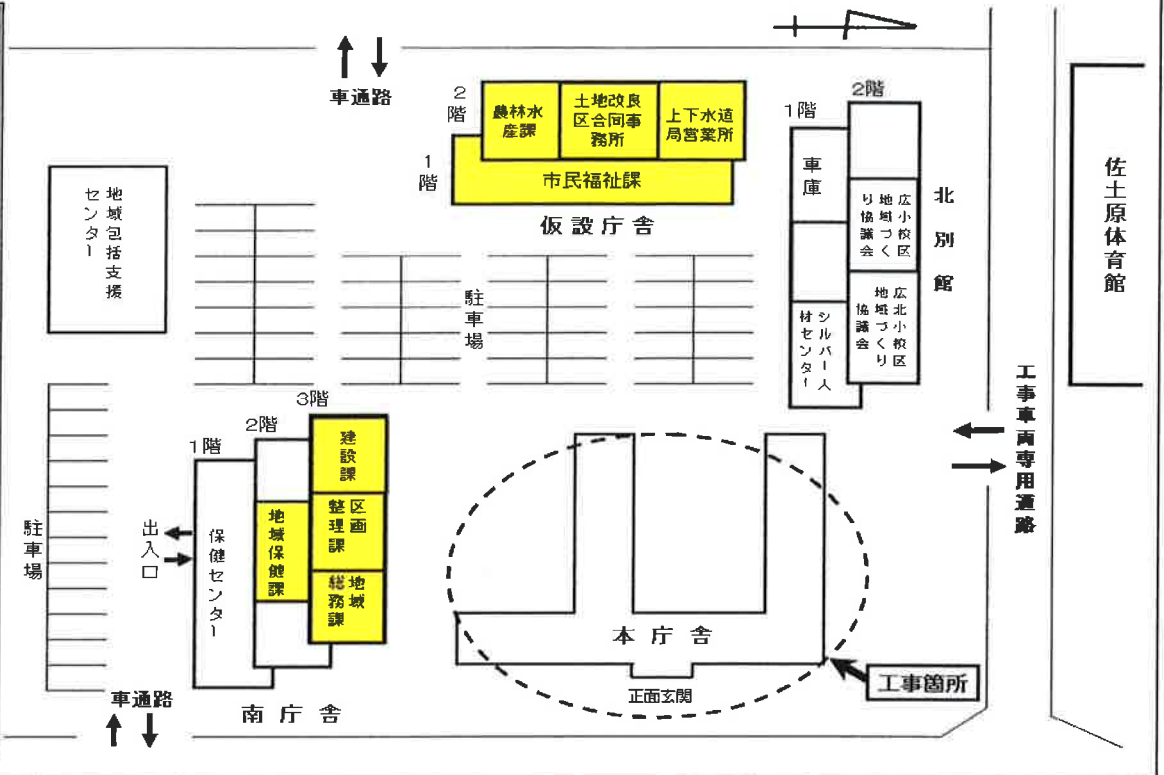 車通路
2階
農林水
産課
土地改良
区合同事
務所
上下水道
局営業所
1階
市民福祉課
仮設庁舎
1階
2階
車庫
広小校区
地域づく
り協議会
広北小校区
地域づくり
協議会
シルバー人
材センター
北別館
佐土原体育館
地域包括支援
センター
駐車場
工事車両専用通路
3階
2階
1階
建設課
区画
整理課
地域
総務課
地域保健課
保健センター
出入口
駐車場
南庁舎
車通路
本庁舎
正面玄関
工事箇所